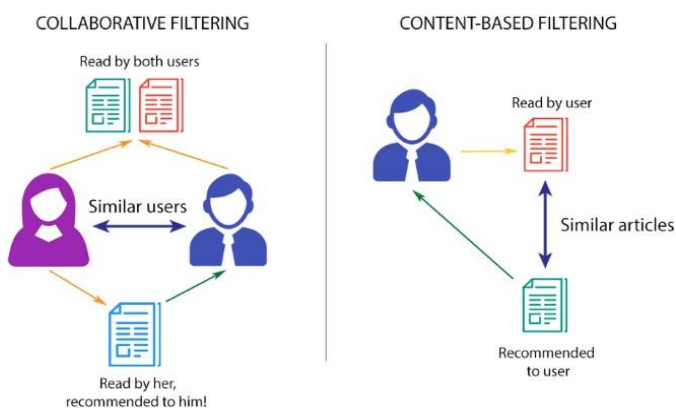 COLLABORATIVE FILTERING
Read by both users
Similar users
Read by her,
recommended to him!
CONTENT-BASED FILTERING
Read by user
Similar articles
Recommended
to user